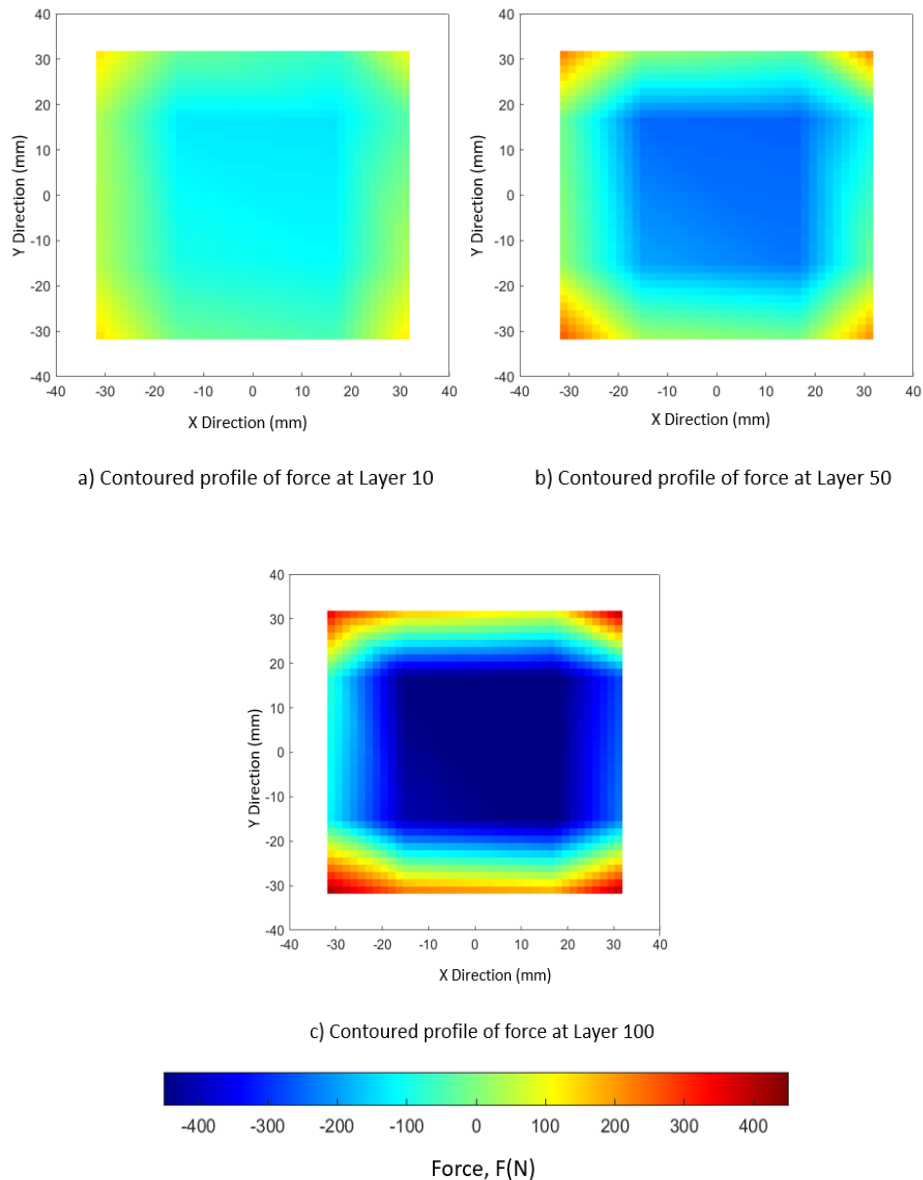 40
30
20
10
0
-10
-20
-30
-40
Y Direction (mm)
-40 -30 -20 -10 0 10 20 30 40
X Direction (mm)
a) Contoured profile of force at Layer 10
40
30
20
10
0
-10
-20
-30
-40
Y Direction (mm)
-40 -30 -20 -10 0 10 20 30 40
X Direction (mm)
b) Contoured profile of force at Layer 50
40
30
20
10
0
-10
-20
-30
-40
Y Direction (mm)
-40 -30 -20 -10 0 10 20 30 40
X Direction (mm)
c) Contoured profile of force at Layer 100
-400 -300 -200 -100 0 100 200 300 400
Force, F(N)